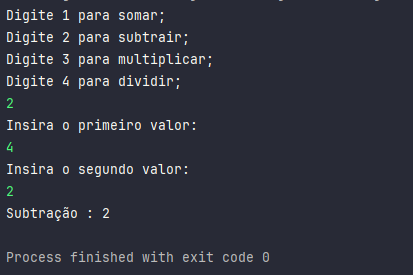 Digite 1 para somar;
Digite 2 para subtrair;
Digite 3 para multiplicar;
Digite 4 para dividir;
2
Insira o primeiro valor:
4
Insira o segundo valor:
2
Subtração : 2
Process finished with exit code 0